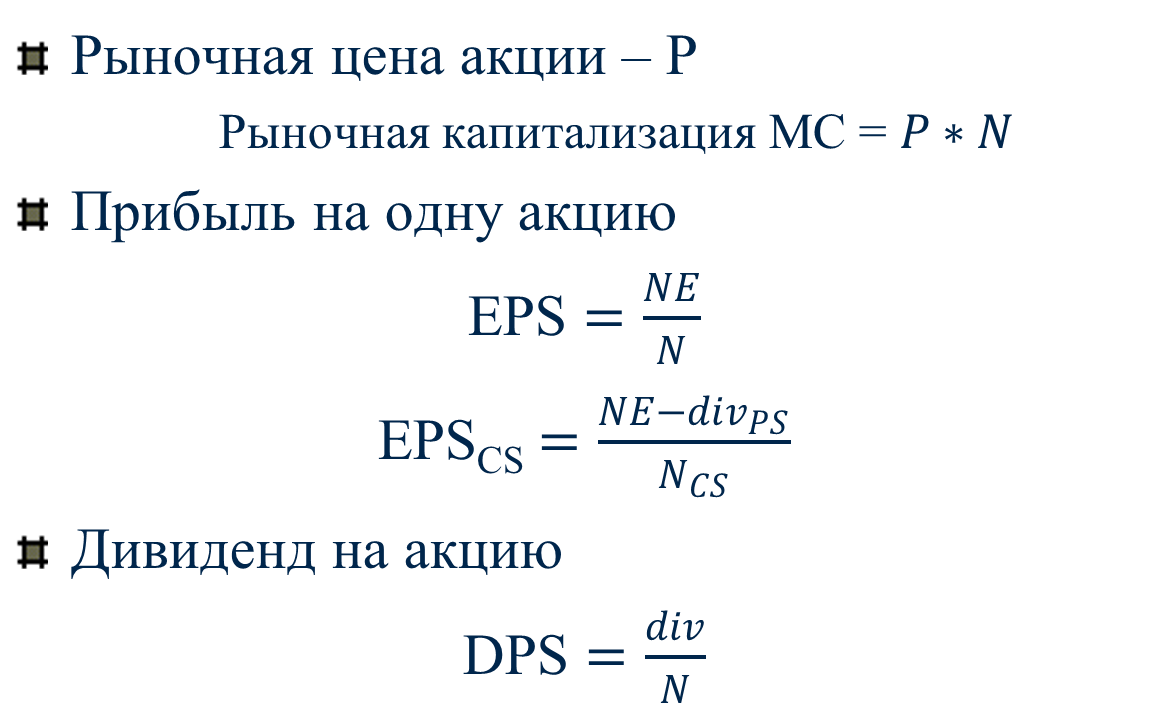 Рыночная цена акции – P
Рыночная капитализация МС = P * N
Прибыль на одну акцию
EPS = NE/N
EPS_CS = (NE−div_PS)/N_CS
Дивиденд на акцию
DPS = div/N